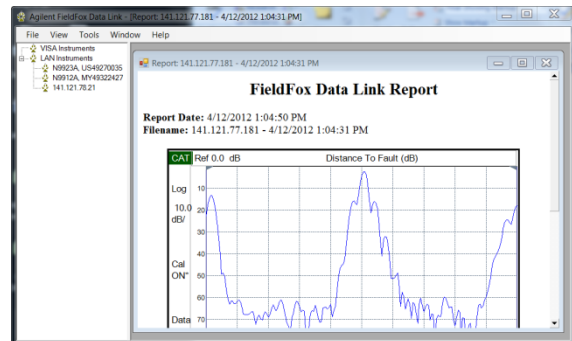 Agilent FieldFox Data Link - [Report: 141.121.77.181 - 4/12/2012 1:04:31 PM]
File View Tools Window Help
VISA Instruments
LAN Instruments
N9923A, US49270035
N9912A, MY49322427
141.121.78.21
Report: 141.121.77.181 - 4/12/2012 1:04:31 PM
FieldFox Data Link Report
Report Date: 4/12/2012 1:04:50 PM
Filename: 141.121.77.181 - 4/12/2012 1:04:31 PM
CAT Ref 0.0 dB Distance To Fault (dB)
Log 10
10.0 20
dB/
30
40
Cal
ON" 50
60
Data 70